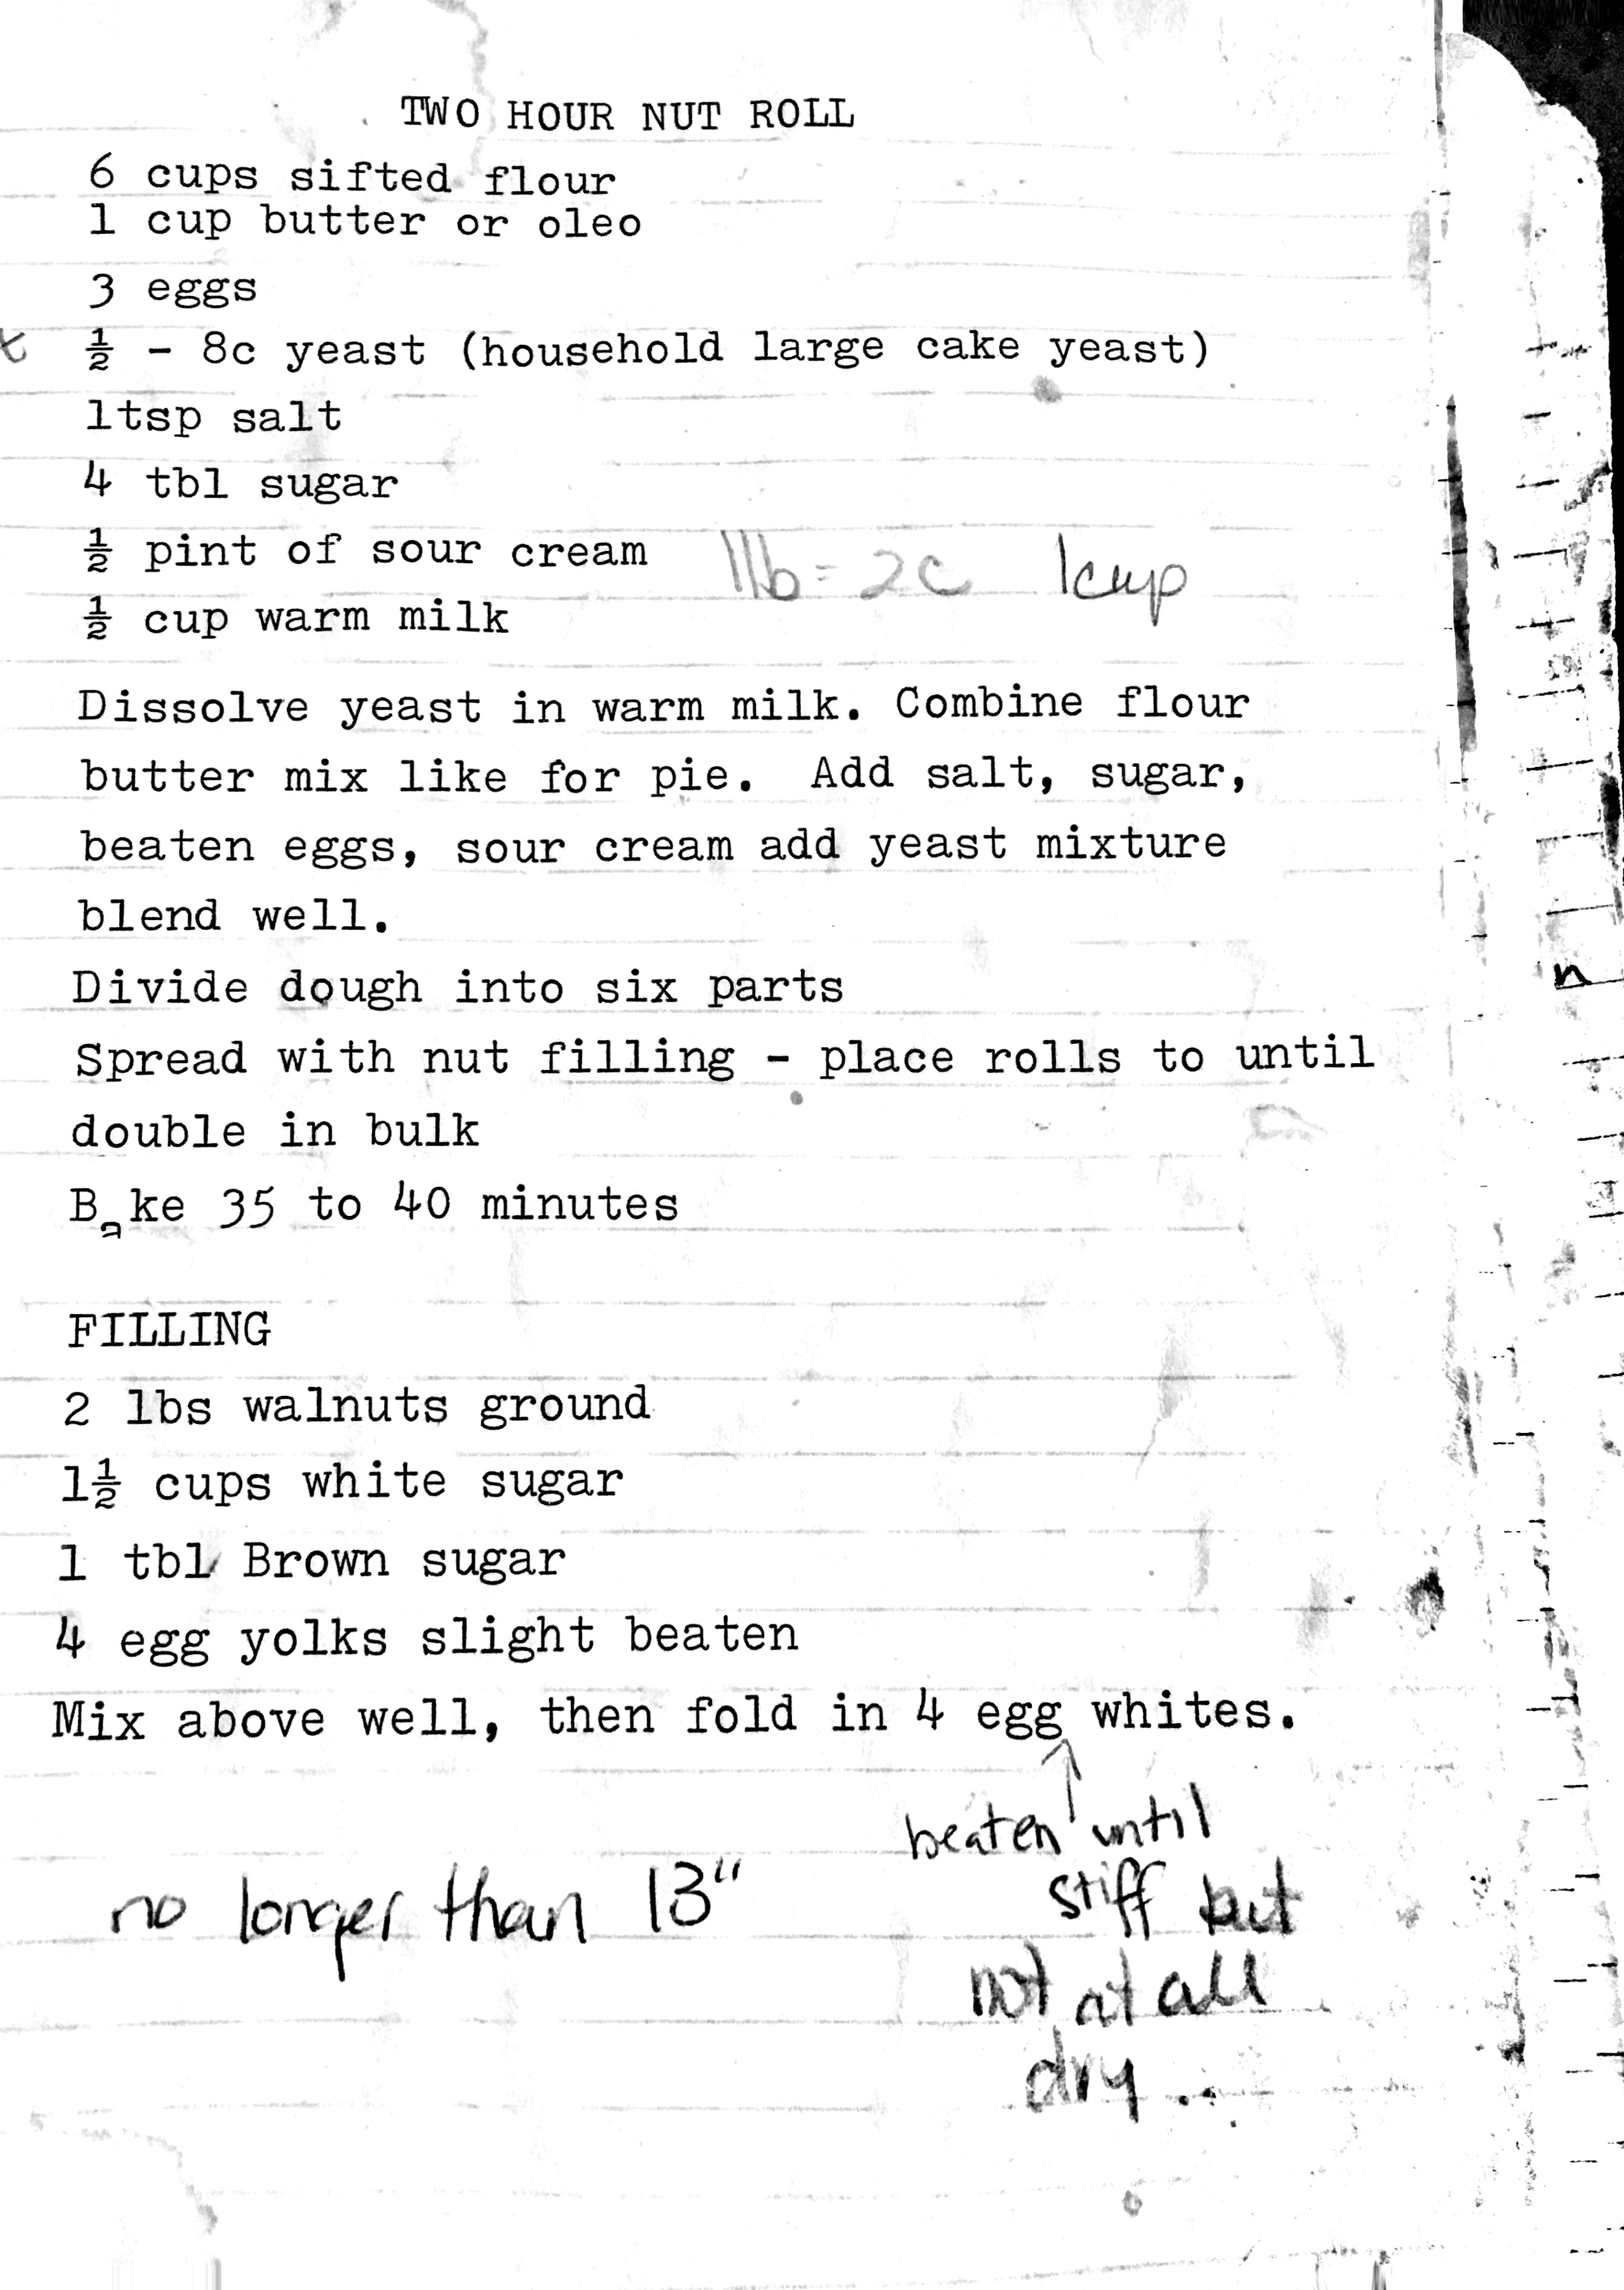 TWO HOUR NUT ROLL
6 cups sifted flour
1 cup butter or oleo
3 eggs
½ - 8c yeast (household large cake yeast)
1tsp salt
4 tbl sugar
½ pint of sour cream 1lb = 2c 1cup
½ cup warm milk
Dissolve yeast in warm milk. Combine flour
butter mix like for pie. Add salt, sugar,
beaten eggs, sour cream add yeast mixture
blend well.
Divide dough into six parts
Spread with nut filling - place rolls to until
double in bulk
Bake 35 to 40 minutes
FILLING
2 lbs walnuts ground
1½ cups white sugar
1 tbl Brown sugar
4 egg yolks slight beaten
Mix above well, then fold in 4 egg whites.
beaten until
stiff but
not at all
dry..
no longer than 13"